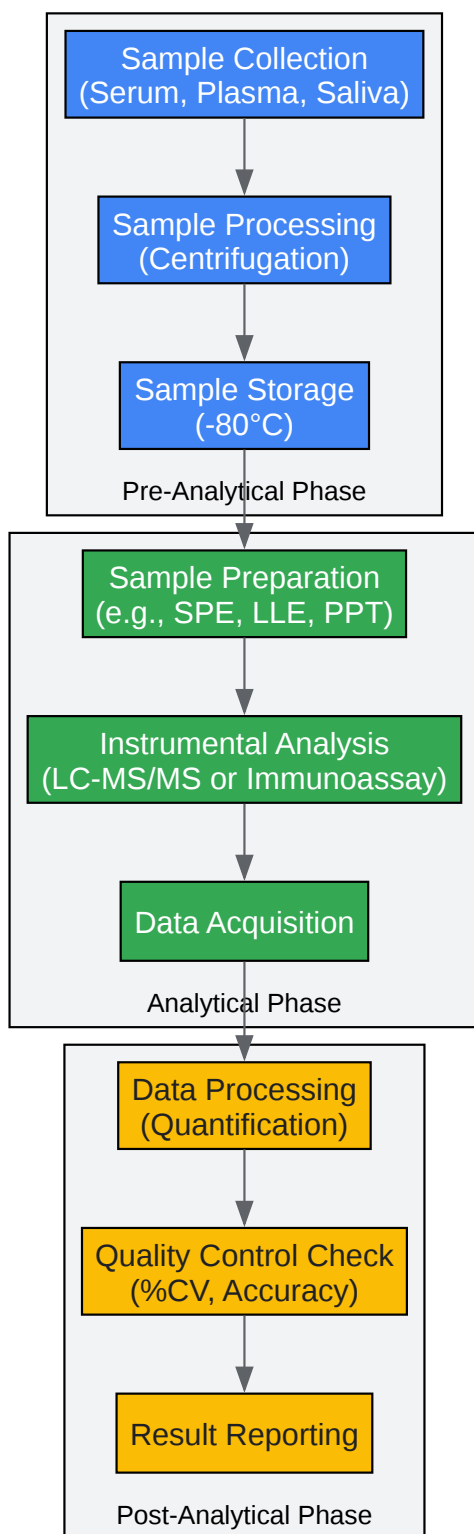 Sample Collection
(Serum, Plasma, Saliva)
Sample Processing
(Centrifugation)
Sample Storage
(-80°C)
Pre-Analytical Phase
Sample Preparation
(e.g., SPE, LLE, PPT)
Instrumental Analysis
(LC-MS/MS or Immunoassay)
Data Acquisition
Analytical Phase
Data Processing
(Quantification)
Quality Control Check
(%CV, Accuracy)
Result Reporting
Post-Analytical Phase